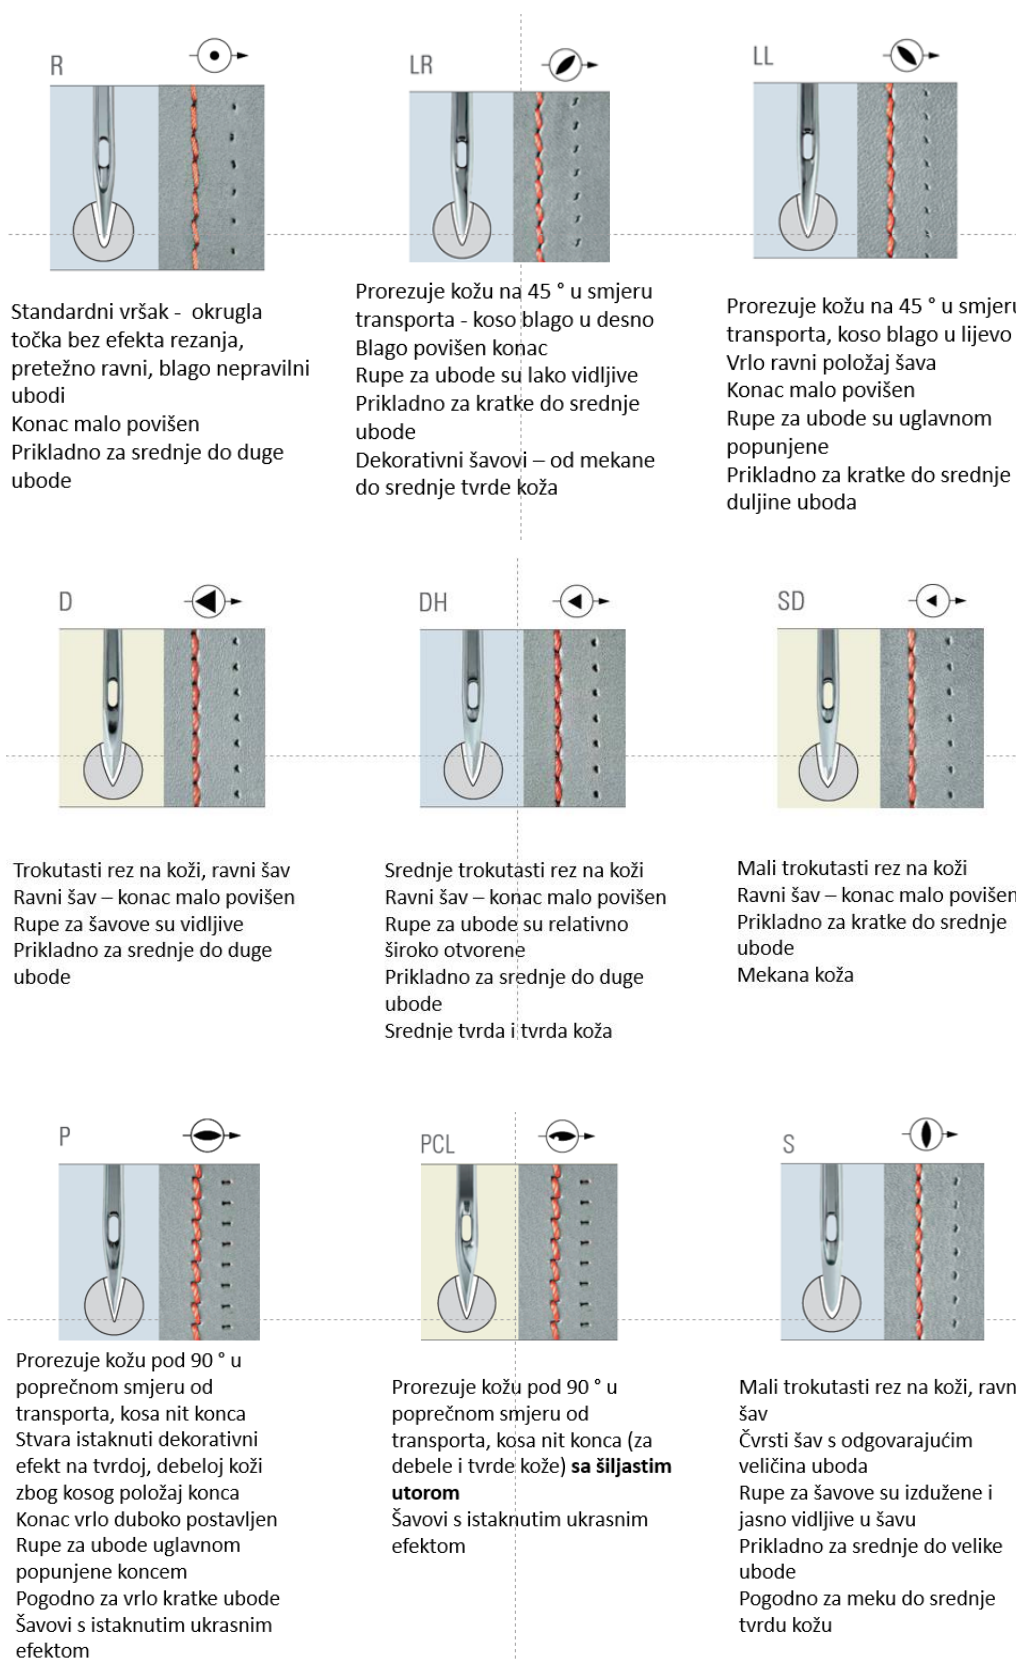 R
Standardni vršak - okrugla
točka bez efekta rezanja,
pretežno ravni, blago nepravilni
ubodi
Konac malo povišen
Prikladno za srednje do duge
ubode
LR
Prorezuje kožu na 45 ° u smjeru
transporta - koso blago u desno
Blago povišen konac
Rupe za ubode su lako vidljive
Prikladno za kratke do srednje
ubode
Dekorativni šavovi – od mekane
do srednje tvrde koža
LL
Prorezuje kožu na 45 ° u smjeru
transporta, koso blago u lijevo
Vrlo ravni položaj šava
Konac malo povišen
Rupe za ubode su uglavnom
popunjene
Prikladno za kratke do srednje
duljine uboda
D
Trokutasti rez na koži, ravni šav
Ravni šav – konac malo povišen
Rupe za šavove su vidljive
Prikladno za srednje do duge
ubode
DH
Srednje trokutasti rez na koži
Ravni šav – konac malo povišen
Rupe za ubode su relativno
široko otvorene
Prikladno za srednje do duge
ubode
Srednje tvrda i tvrda koža
SD
Mali trokutasti rez na koži
Ravni šav – konac malo povišen
Prikladno za kratke do srednje
ubode
Mekana koža
P
Prorezuje kožu pod 90 ° u
poprečnom smjeru od
transporta, kosa nit konca
Stvara istaknuti dekorativni
efekt na tvrdoj, debeloj koži
zbog kosog položaj konca
Konac vrlo duboko postavljen
Rupe za ubode uglavnom
popunjene koncem
Pogodno za vrlo kratke ubode
Šavovi s istaknutim ukrasnim
efektom
PCL
Prorezuje kožu pod 90 ° u
poprečnom smjeru od
transporta, kosa nit konca (za
debele i tvrde kože) sa šiljastim
utorom
Šavovi s istaknutim ukrasnim
efektom
S
Mali trokutasti rez na koži, ravn
šav
Čvrsti šav s odgovarajućim
veličina uboda
Rupe za šavove su izdužene i
jasno vidljive u šavu
Prikladno za srednje do velike
ubode
Pogodno za meku do srednje
tvrdu kožu